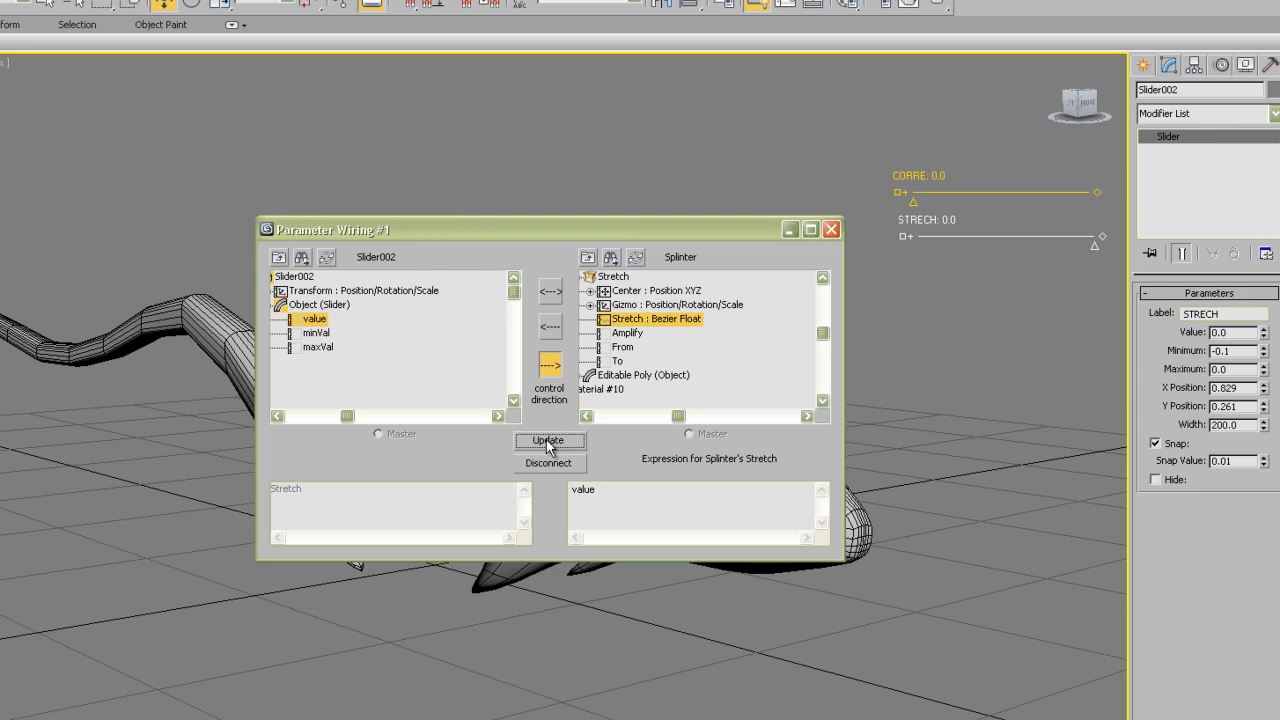 form
Selection
Object Paint
s ]
Slider002
Modifier List
Slider
CORRE: 0.0
STRECH: 0.0
Parameter Wiring #1
Slider002
Splinter
Slider002
Transform : Position/Rotation/Scale
Object (Slider)
value
minVal
maxVal
<--->
<----
---->
control
direction
Stretch
Center : Position XYZ
Gizmo : Position/Rotation/Scale
Stretch : Bezier Float
Amplify
From
To
Editable Poly (Object)
aterial #10
Master
Update
Master
Disconnect
Expression for Splinter's Stretch
Stretch
value
Parameters
Label: STRECH
Value: 0.0
Minimum: -0.1
Maximum: 0.0
X Position: 0.829
Y Position: 0.261
Width: 200.0
Snap:
Snap Value: 0.01
Hide: